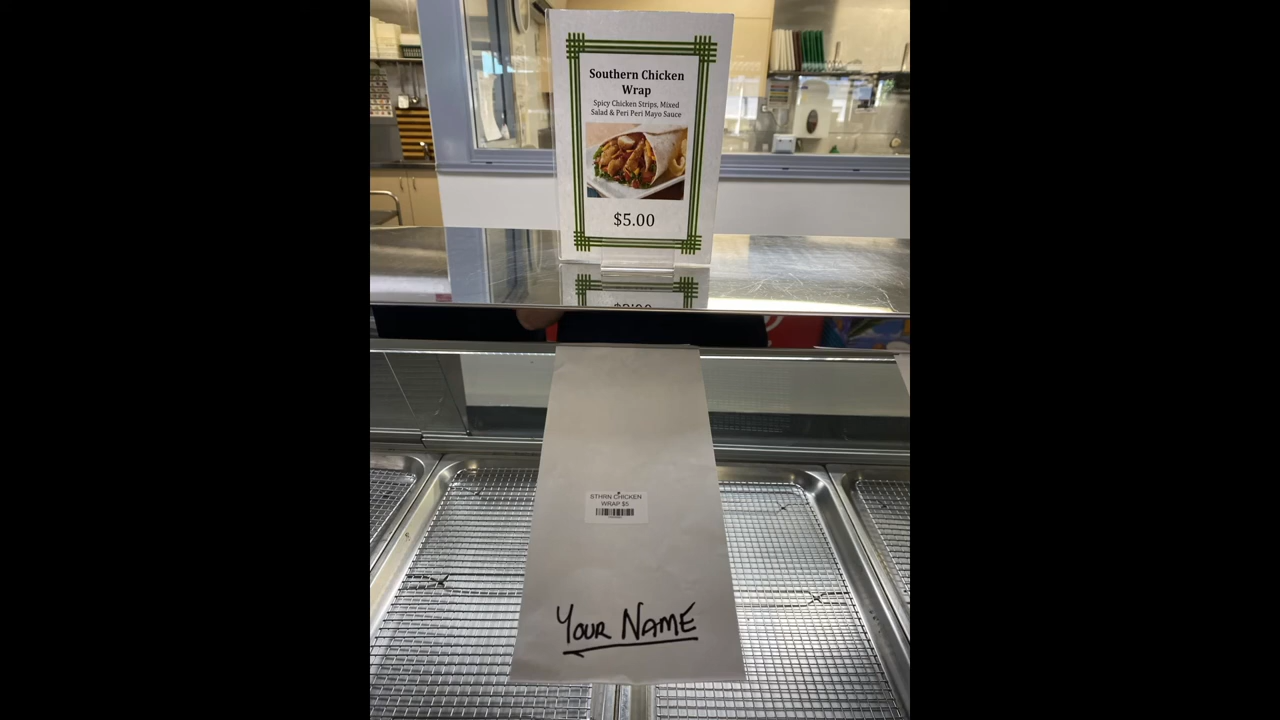 Southern Chicken
Wrap
Spicy Chicken Strips, Mixed
Salad & Peri Peri Mayo Sauce
$5.00
STHRN CHICKEN
WRAP $5
YOUR NAME